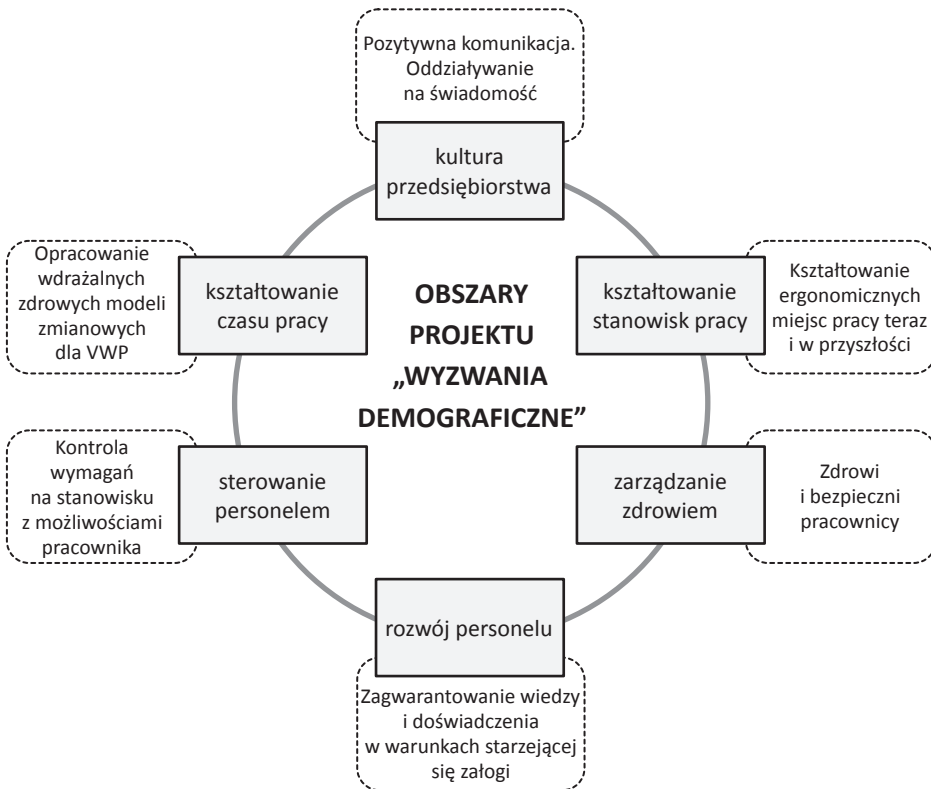 Pozytywna komunikacja.
Oddziaływanie
na świadomość
kultura
przedsiębiorstwa
Opracowanie
wdrażalnych
zdrowych modeli
zmianowych
dla VWP
kształtowanie
czasu pracy
OBSZARY
PROJEKTU
„WYZWANIA
DEMOGRAFICZNE”
kształtowanie
stanowisk pracy
Kształtowanie
ergonomicznych
miejsc pracy teraz
i w przyszłości
Kontrola
wymagań
na stanowisku
z możliwościami
pracownika
sterowanie
personelem
zarządzanie
zdrowiem
Zdrowi
i bezpieczni
pracownicy
rozwój personelu
Zagwarantowanie wiedzy
i doświadczenia
w warunkach starzejącej
się załogi